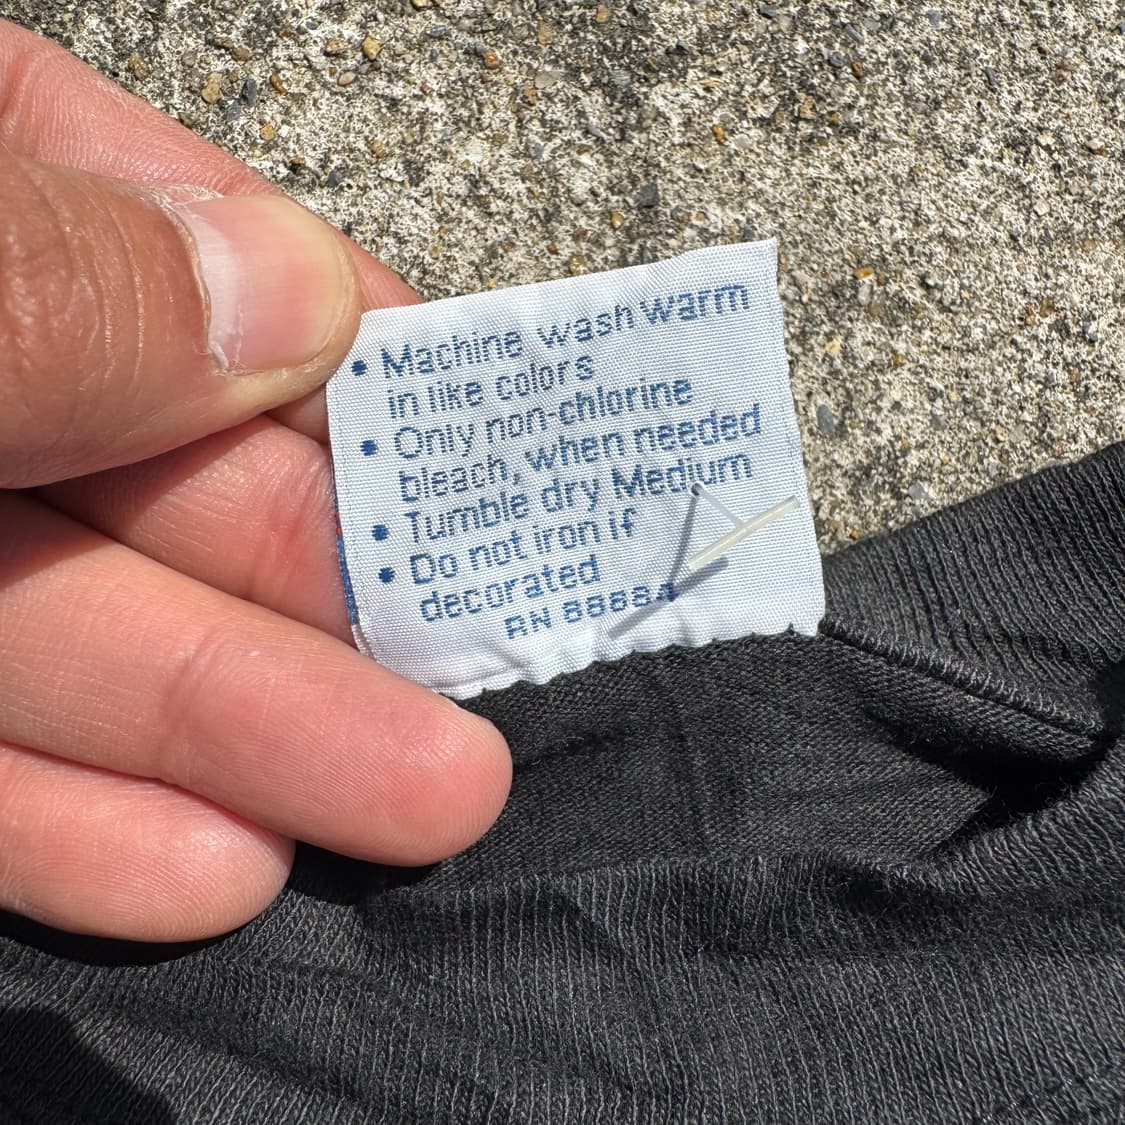 • Machine wash warm
in like colors
• Only non-chlorine
bleach, when needed
• Tumble dry Medium
• Do not iron if
decorated
RN